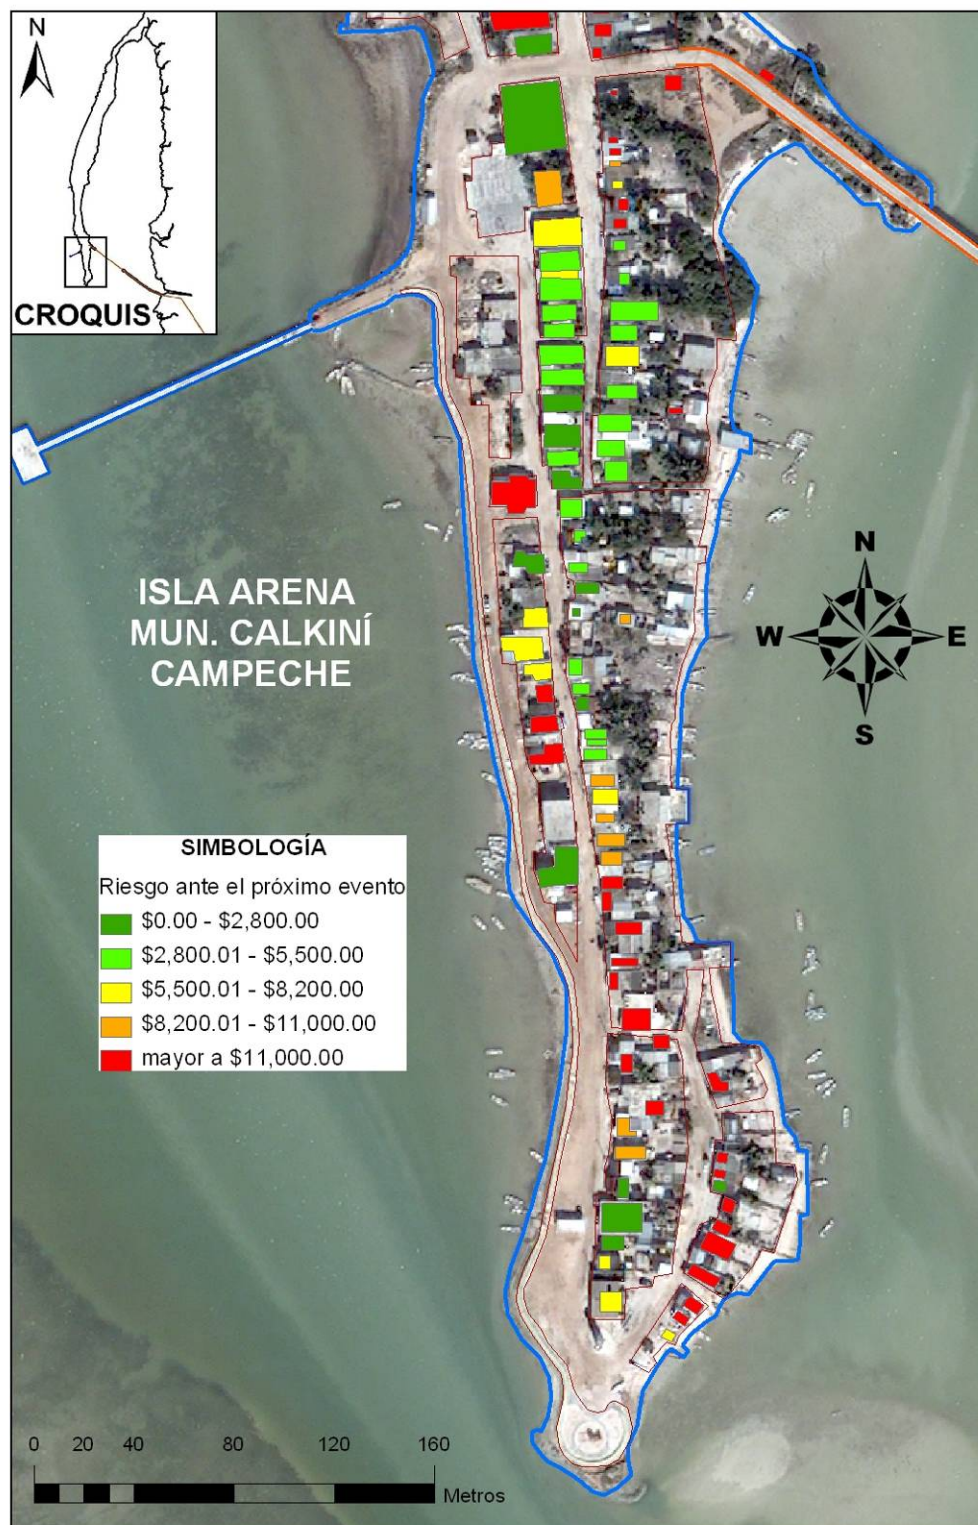 N
CROQUIS
ISLA ARENA
MUN. CALKINÍ
CAMPECHE
N
W E
S
SIMBOLOGÍA
Riesgo ante el próximo evento
$0.00 - $2,800.00
$2,800.01 - $5,500.00
$5,500.01 - $8,200.00
$8,200.01 - $11,000.00
mayor a $11,000.00
0 20 40 80 120 160
Metros